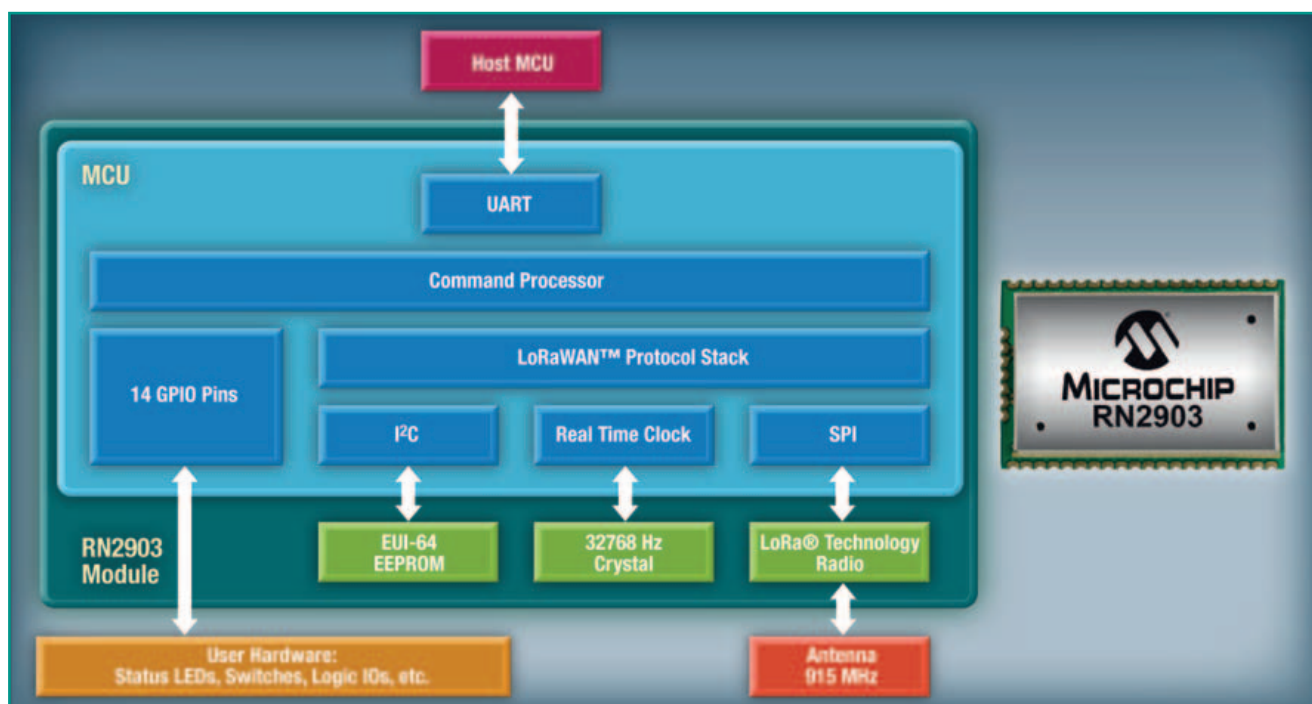 Host MCU
MCU
UART
Command Processor
14 GPIO Pins
LoRaWAN™ Protocol Stack
I²C
Real Time Clock
SPI
RN2903
Module
EUI-64
EEPROM
32768 Hz
Crystal
LoRa® Technology
Radio
User Hardware:
Status LEDs, Switches, Logic IOs, etc.
Antenna
915 MHz
MICROCHIP
RN2903